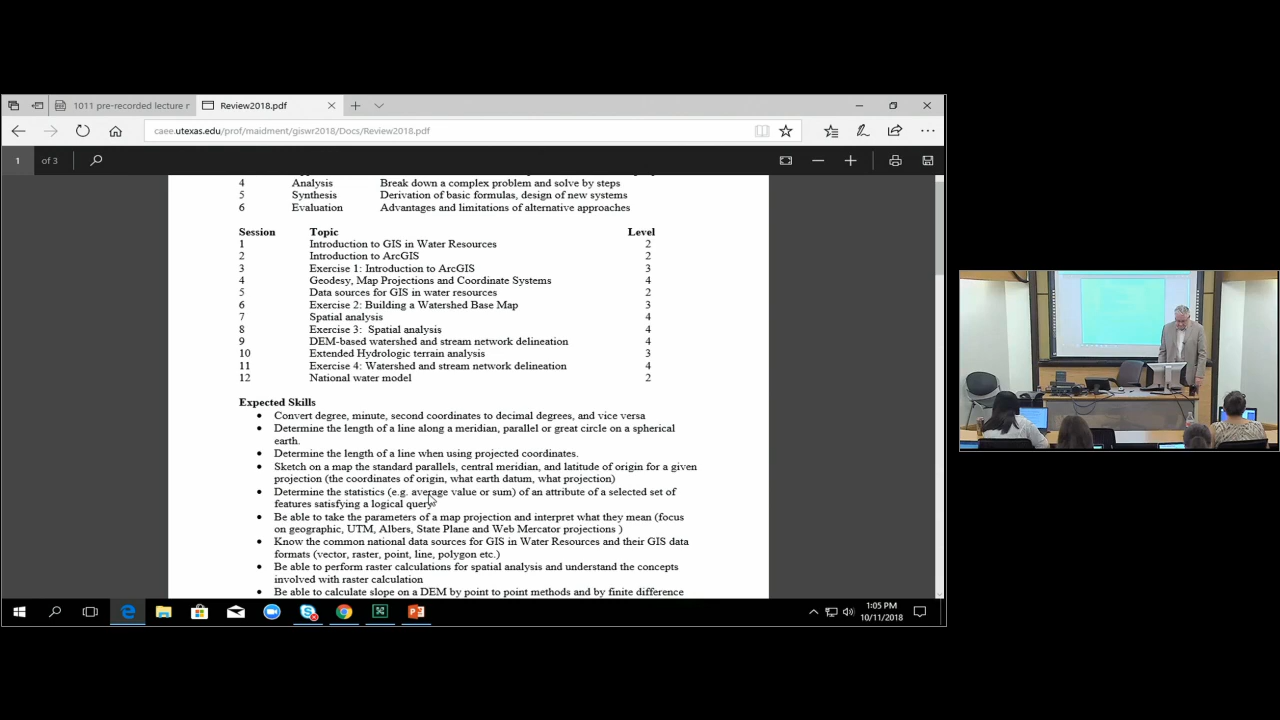 1011 pre-recorded lecture r
Review2018.pdf
caee.utexas.edu/prof/maidment/giswr2018/Docs/Review2018.pdf
1 of 3
4 Analysis Break down a complex problem and solve by steps
5 Synthesis Derivation of basic formulas, design of new systems
6 Evaluation Advantages and limitations of alternative approaches
Session Topic Level
1 Introduction to GIS in Water Resources 2
2 Introduction to ArcGIS 2
3 Exercise 1: Introduction to ArcGIS 3
4 Geodesy, Map Projections and Coordinate Systems 4
5 Data sources for GIS in water resources 2
6 Exercise 2: Building a Watershed Base Map 3
7 Spatial analysis 4
8 Exercise 3: Spatial analysis 4
9 DEM-based watershed and stream network delineation 4
10 Extended Hydrologic terrain analysis 3
11 Exercise 4: Watershed and stream network delineation 4
12 National water model 2
Expected Skills
• Convert degree, minute, second coordinates to decimal degrees, and vice versa
• Determine the length of a line along a meridian, parallel or great circle on a spherical
earth.
• Determine the length of a line when using projected coordinates.
• Sketch on a map the standard parallels, central meridian, and latitude of origin for a given
projection (the coordinates of origin, what earth datum, what projection)
• Determine the statistics (e.g. average value or sum) of an attribute of a selected set of
features satisfying a logical query
• Be able to take the parameters of a map projection and interpret what they mean (focus
on geographic, UTM, Albers, State Plane and Web Mercator projections )
• Know the common national data sources for GIS in Water Resources and their GIS data
formats (vector, raster, point, line, polygon etc.)
• Be able to perform raster calculations for spatial analysis and understand the concepts
involved with raster calculation
• Be able to calculate slope on a DEM by point to point methods and by finite difference
1:05 PM
10/11/2018